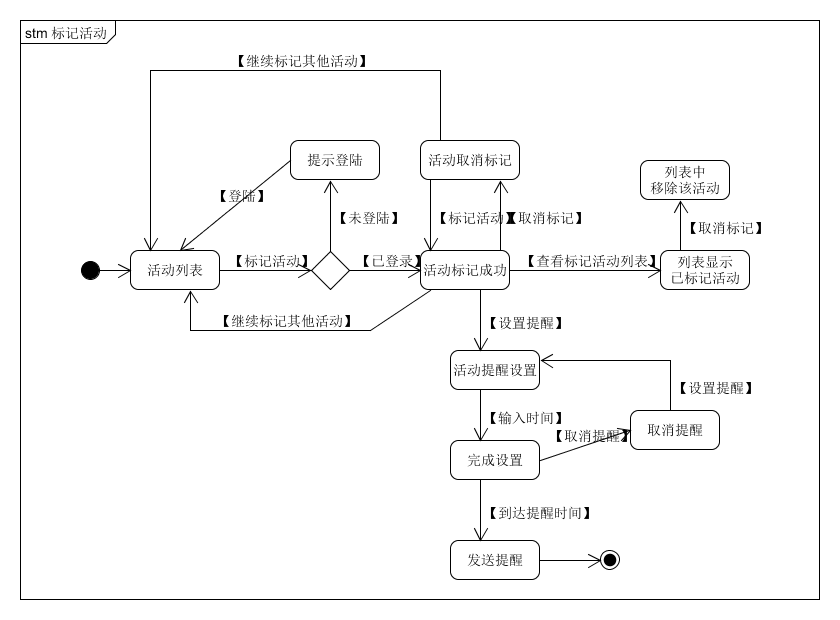 stm 标记活动
【继续标记其他活动】
提示登陆
活动取消标记
列表中
移除该活动
【登陆】
【未登陆】
【标记活动】
【取消标记】
【取消标记】
活动列表
【标记活动】
【已登录】
活动标记成功
【查看标记活动列表】
列表显示
已标记活动
【继续标记其他活动】
【设置提醒】
活动提醒设置
【设置提醒】
【输入时间】
【取消提醒】
取消提醒
完成设置
【到达提醒时间】
发送提醒